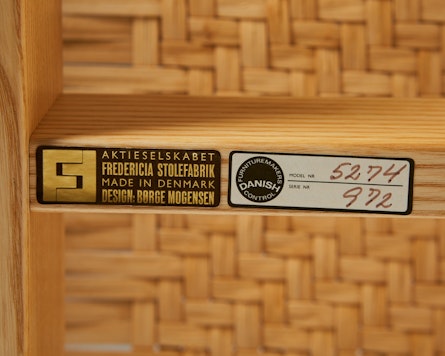 AKTIESELSKABET
FREDERICIA STOLEFABRIK
MADE IN DENMARK
DESIGN: BØRGE MOGENSEN
FURNITUREMAKERS
DANISH
CONTROL
MODEL NR. 5274
SERIE NR. 972